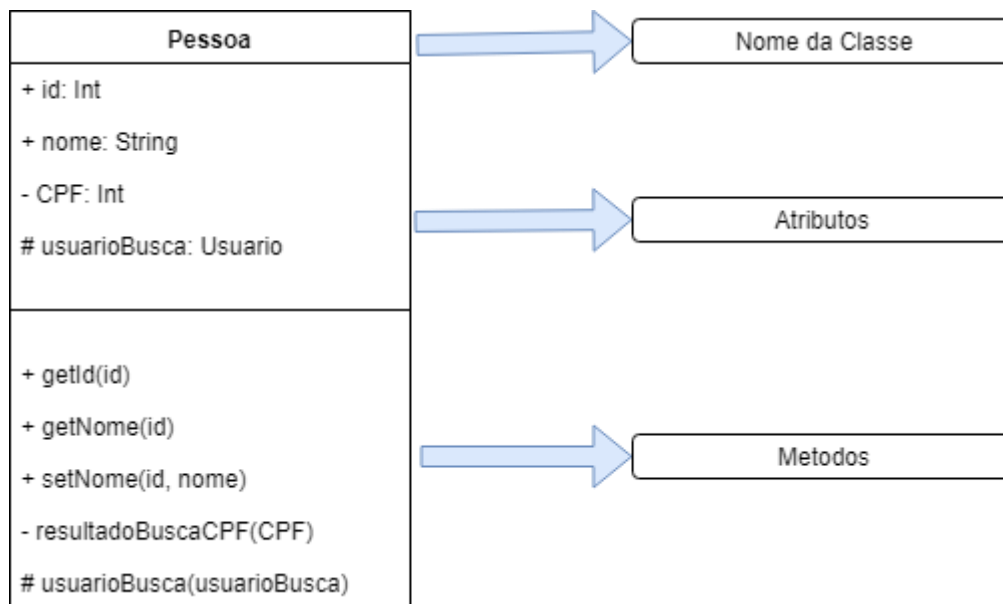 Pessoa
Nome da Classe
+ id: Int
+ nome: String
- CPF: Int
# usuarioBusca: Usuario
Atributos
+ getId(id)
+ getNome(id)
+ setNome(id, nome)
Metodos
- resultadoBuscaCPF(CPF)
# usuarioBusca(usuarioBusca)